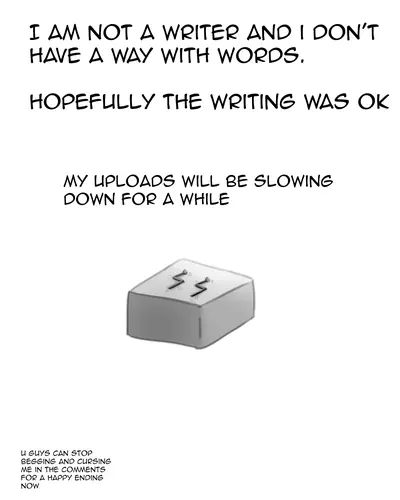 I AM NOT A WRITER AND I DON'T
HAVE A WAY WITH WORDS.
HOPEFULLY THE WRITING WAS OK
MY UPLOADS WILL BE SLOWING
DOWN FOR A WHILE
U GUYS CAN STOP
BEGGING AND CURSING
ME IN THE COMMENTS
FOR A HAPPY ENDING
NOW